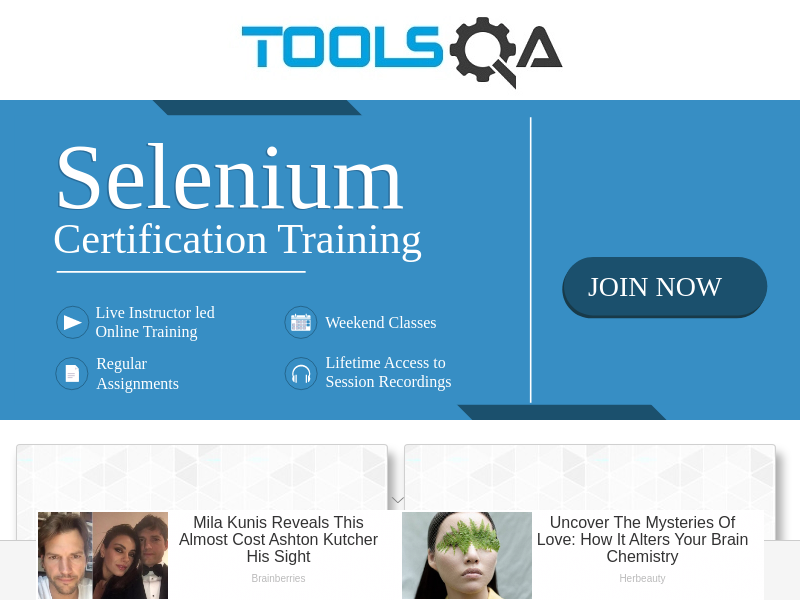 TOOLSQA
Selenium
Certification Training
JOIN NOW
Live Instructor led
Online Training
Weekend Classes
Regular
Assignments
Lifetime Access to
Session Recordings
Mila Kunis Reveals This
Almost Cost Ashton Kutcher
His Sight
Brainberries
Uncover The Mysteries Of
Love: How It Alters Your Brain
Chemistry
Herbeauty